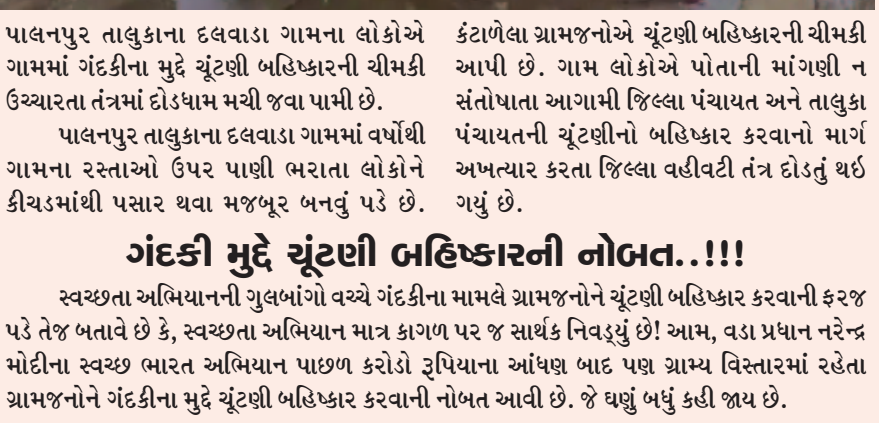 પાલનપુર તાલુકાના દલવાડા ગામના લોકોએ
ગામમાં ગંદકીના મુદ્દે ચૂંટણી બહિષ્કારની ચીમકી
ઉચ્ચારતા તંત્રમાં દોડધામ મચી જવા પામી છે.
પાલનપુર તાલુકાના દલવાડા ગામમાં વર્ષોથી
ગામના રસ્તાઓ ઉપર પાણી ભરાતા લોકોને
કીચડમાંથી પસાર થવા મજબૂર બનવું પડે છે.
કંટાળેલા ગ્રામજનોએ ચૂંટણી બહિષ્કારની ચીમકી
આપી છે. ગામ લોકોએ પોતાની માંગણી ન
સંતોષાતા આગામી જિલ્લા પંચાયત અને તાલુકા
પંચાયતની ચૂંટણીનો બહિષ્કાર કરવાનો માર્ગ
અખત્યાર કરતા જિલ્લા વહીવટી તંત્ર દોડતું થઇ
ગયું છે.
ગંદકી મુદ્દે ચૂંટણી બહિષ્કારની નોબત..!!!
સ્વચ્છતા અભિયાનની ગુલબાંગો વચ્ચે ગંદકીના મામલે ગ્રામજનોને ચૂંટણી બહિષ્કાર કરવાની ફરજ
પડે તેજ બતાવે છે કે, સ્વચ્છતા અભિયાન માત્ર કાગળ પર જ સાર્થક નિવડ્યું છે! આમ, વડા પ્રધાન નરેન્દ્ર
મોદીના સ્વચ્છ ભારત અભિયાન પાછળ કરોડો રૂપિયાના આંધણ બાદ પણ ગ્રામ્ય વિસ્તારમાં રહેતા
ગ્રામજનોને ગંદકીના મુદ્દે ચૂંટણી બહિષ્કાર કરવાની નોબત આવી છે. જે ઘણું બધું કહી જાય છે.